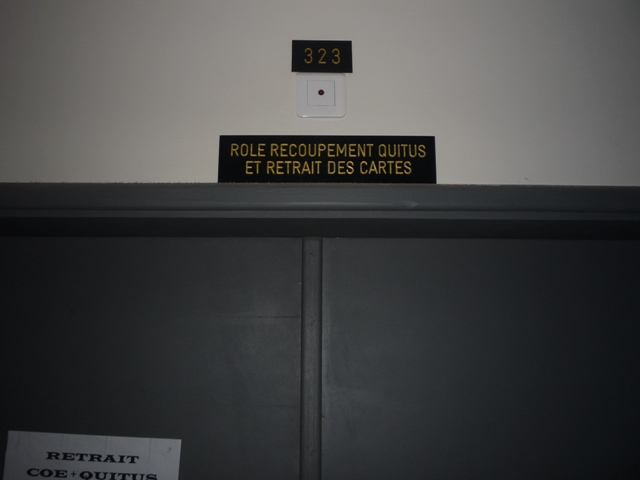 323
ROLE RECOUPEMENT QUITUS
ET RETRAIT DES CARTES
RETRAIT
COE+QUITUS